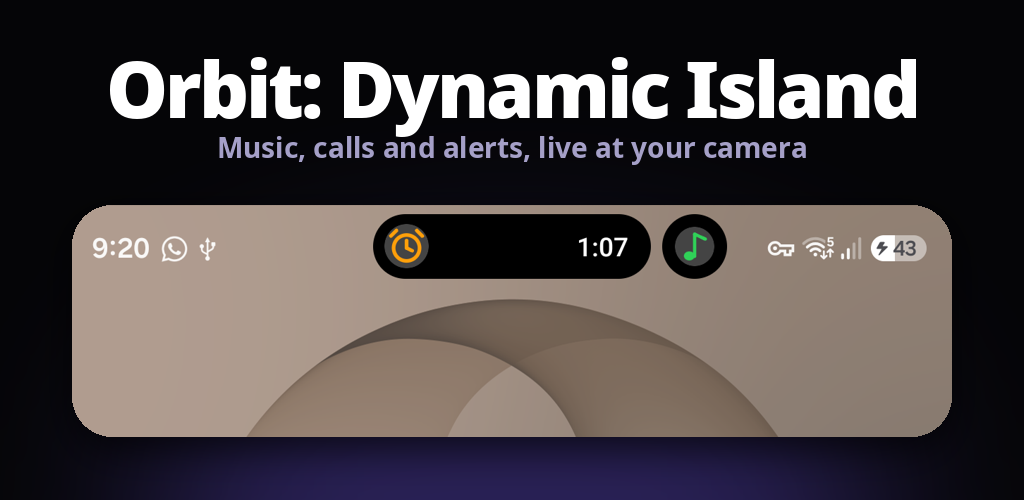 Orbit: Dynamic Island
Music, calls and alerts, live at your camera
9:20 1:07 5 43